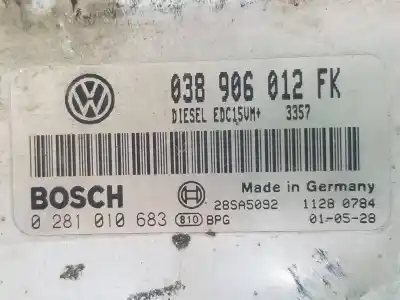 038 906 012 FK
DIESEL EDC15VM+ 3357
BOSCH
Made in Germany
28SA5092 1128 0784
0 281 010 683 810 BPG 01-05-28